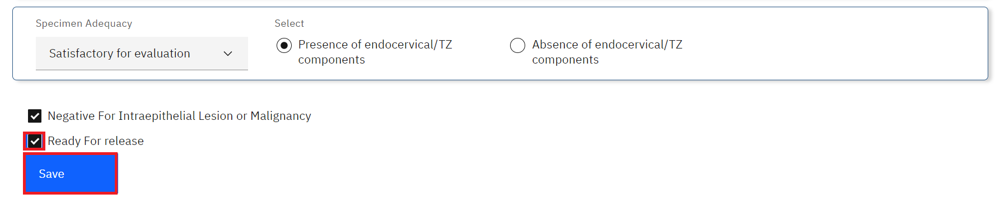 Specimen Adequacy
Select
Satisfactory for evaluation
Presence of endocervical/TZ
components
Absence of endocervical/TZ
components
Negative For Intraepithelial Lesion or Malignancy
Ready For release
Save